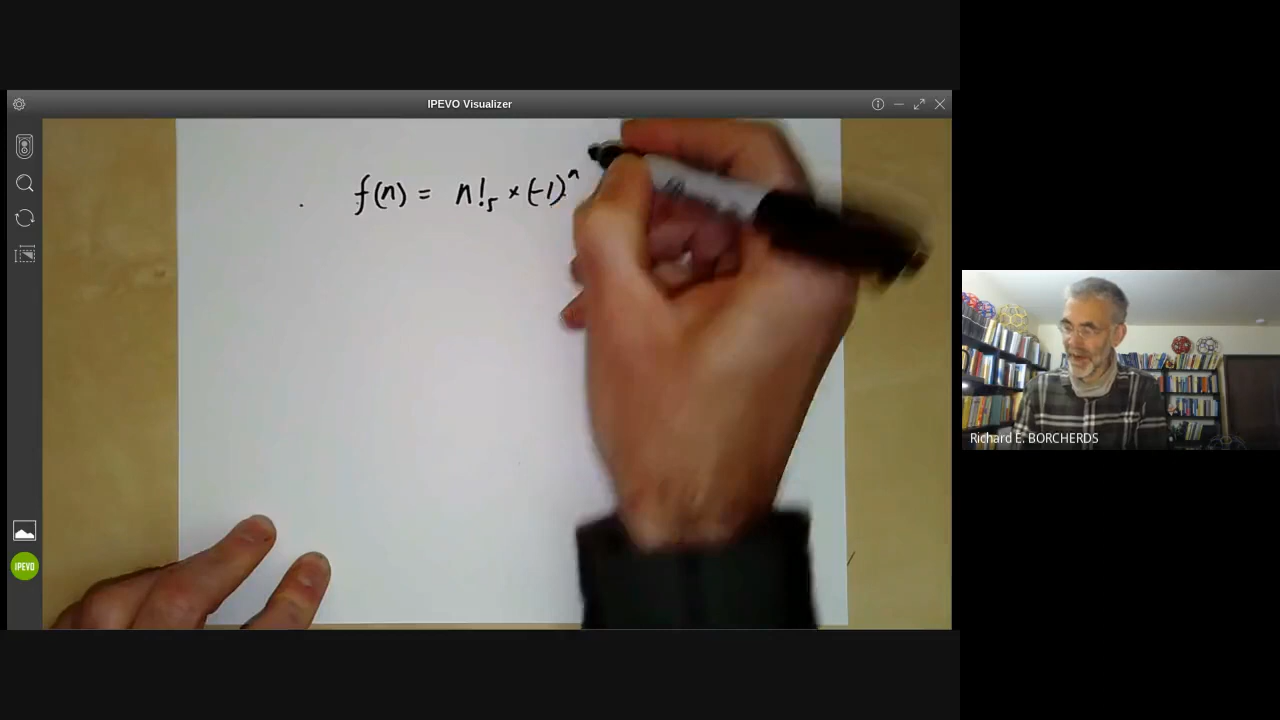 IPEVO Visualizer
f(n) = n!₅ × (-1)ⁿ
Richard E. BORCHERDS
IPEVO